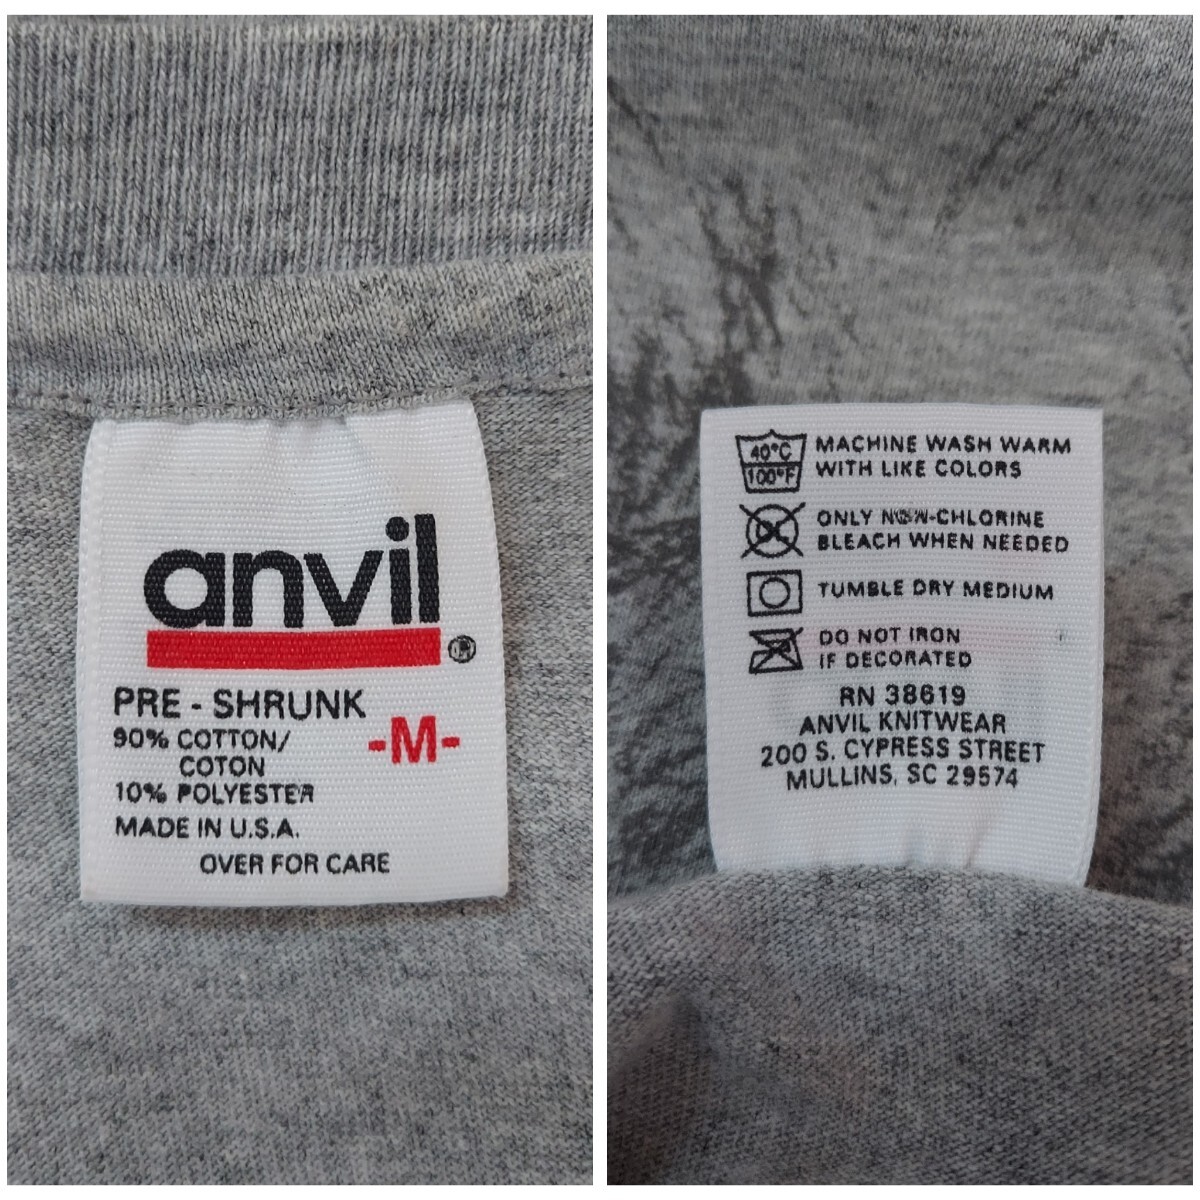 anvil
®
PRE - SHRUNK
-M-
90% COTTON/
COTON
10% POLYESTER
MADE IN U.S.A.
OVER FOR CARE
40°C
100°F
MACHINE WASH WARM
WITH LIKE COLORS
ONLY NON-CHLORINE
BLEACH WHEN NEEDED
TUMBLE DRY MEDIUM
DO NOT IRON
IF DECORATED
RN 38619
ANVIL KNITWEAR
200 S. CYPRESS STREET
MULLINS, SC 29574